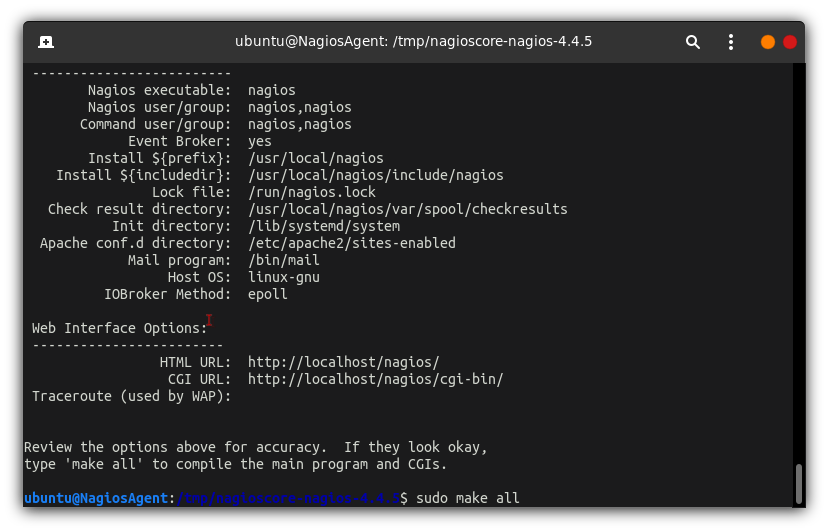 ubuntu@NagiosAgent: /tmp/nagioscore-nagios-4.4.5
-------------------------
Nagios executable:  nagios
Nagios user/group:  nagios,nagios
Command user/group:  nagios,nagios
Event Broker:  yes
Install ${prefix}:  /usr/local/nagios
Install ${includedir}:  /usr/local/nagios/include/nagios
Lock file:  /run/nagios.lock
Check result directory:  /usr/local/nagios/var/spool/checkresults
Init directory:  /lib/systemd/system
Apache conf.d directory:  /etc/apache2/sites-enabled
Mail program:  /bin/mail
Host OS:  linux-gnu
IOBroker Method:  epoll
Web Interface Options:
------------------------
HTML URL:  http://localhost/nagios/
CGI URL:  http://localhost/nagios/cgi-bin/
Traceroute (used by WAP):
Review the options above for accuracy.  If they look okay,
type 'make all' to compile the main program and CGIs.
ubuntu@NagiosAgent:/tmp/nagioscore-nagios-4.4.5$ sudo make all